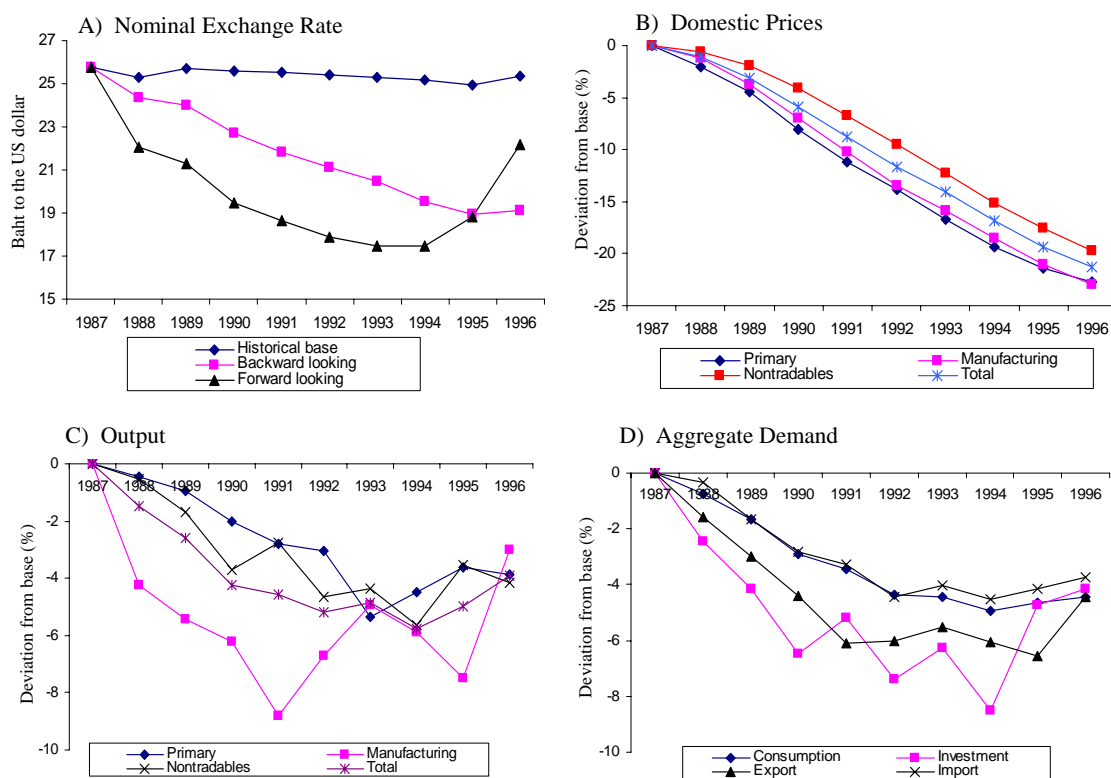 A) Nominal Exchange Rate
27
25
23
21
19
17
15
Baht to the US dollar
1987 1988 1989 1990 1991 1992 1993 1994 1995 1996
Historical base
Backward looking
Forward looking
B) Domestic Prices
0
-5
-10
-15
-20
-25
Deviation from base (%)
1987 1988 1989 1990 1991 1992 1993 1994 1995 1996
Primary Manufacturing
Nontradables Total
C) Output
0
-2
-4
-6
-8
-10
Deviation from base (%)
1987 1988 1989 1990 1991 1992 1993 1994 1995 1996
Primary Manufacturing
Nontradables Total
D) Aggregate Demand
0
-2
-4
-6
-8
-10
Deviation from base (%)
1987 1988 1989 1990 1991 1992 1993 1994 1995 1996
Consumption Investment
Export Import